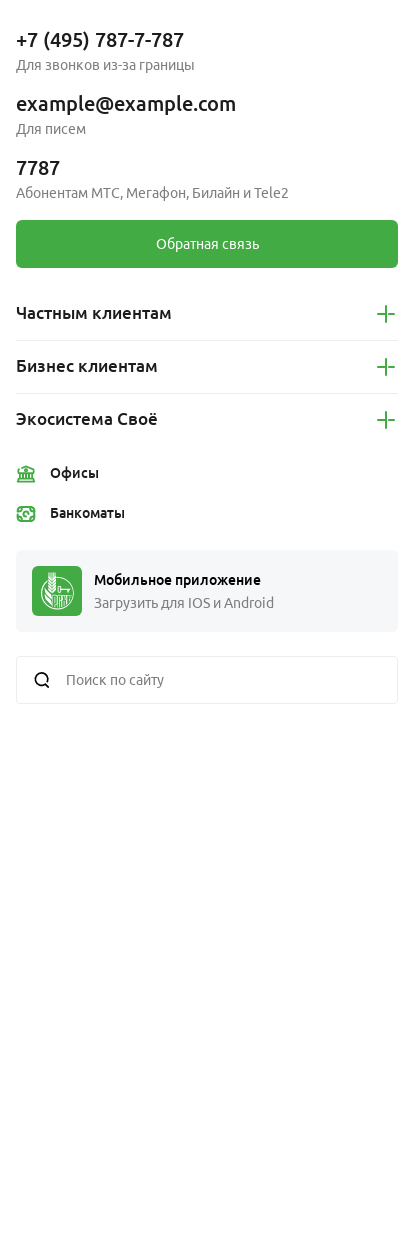 +7 (495) 787-7-787
Для звонков из-за границы
example@example.com
Для писем
7787
Абонентам МТС, Мегафон, Билайн и Tele2
Обратная связь
Частным клиентам
Бизнес клиентам
Экосистема Своё
Офисы
Банкоматы
Мобильное приложение
Загрузить для IOS и Android
Поиск по сайту